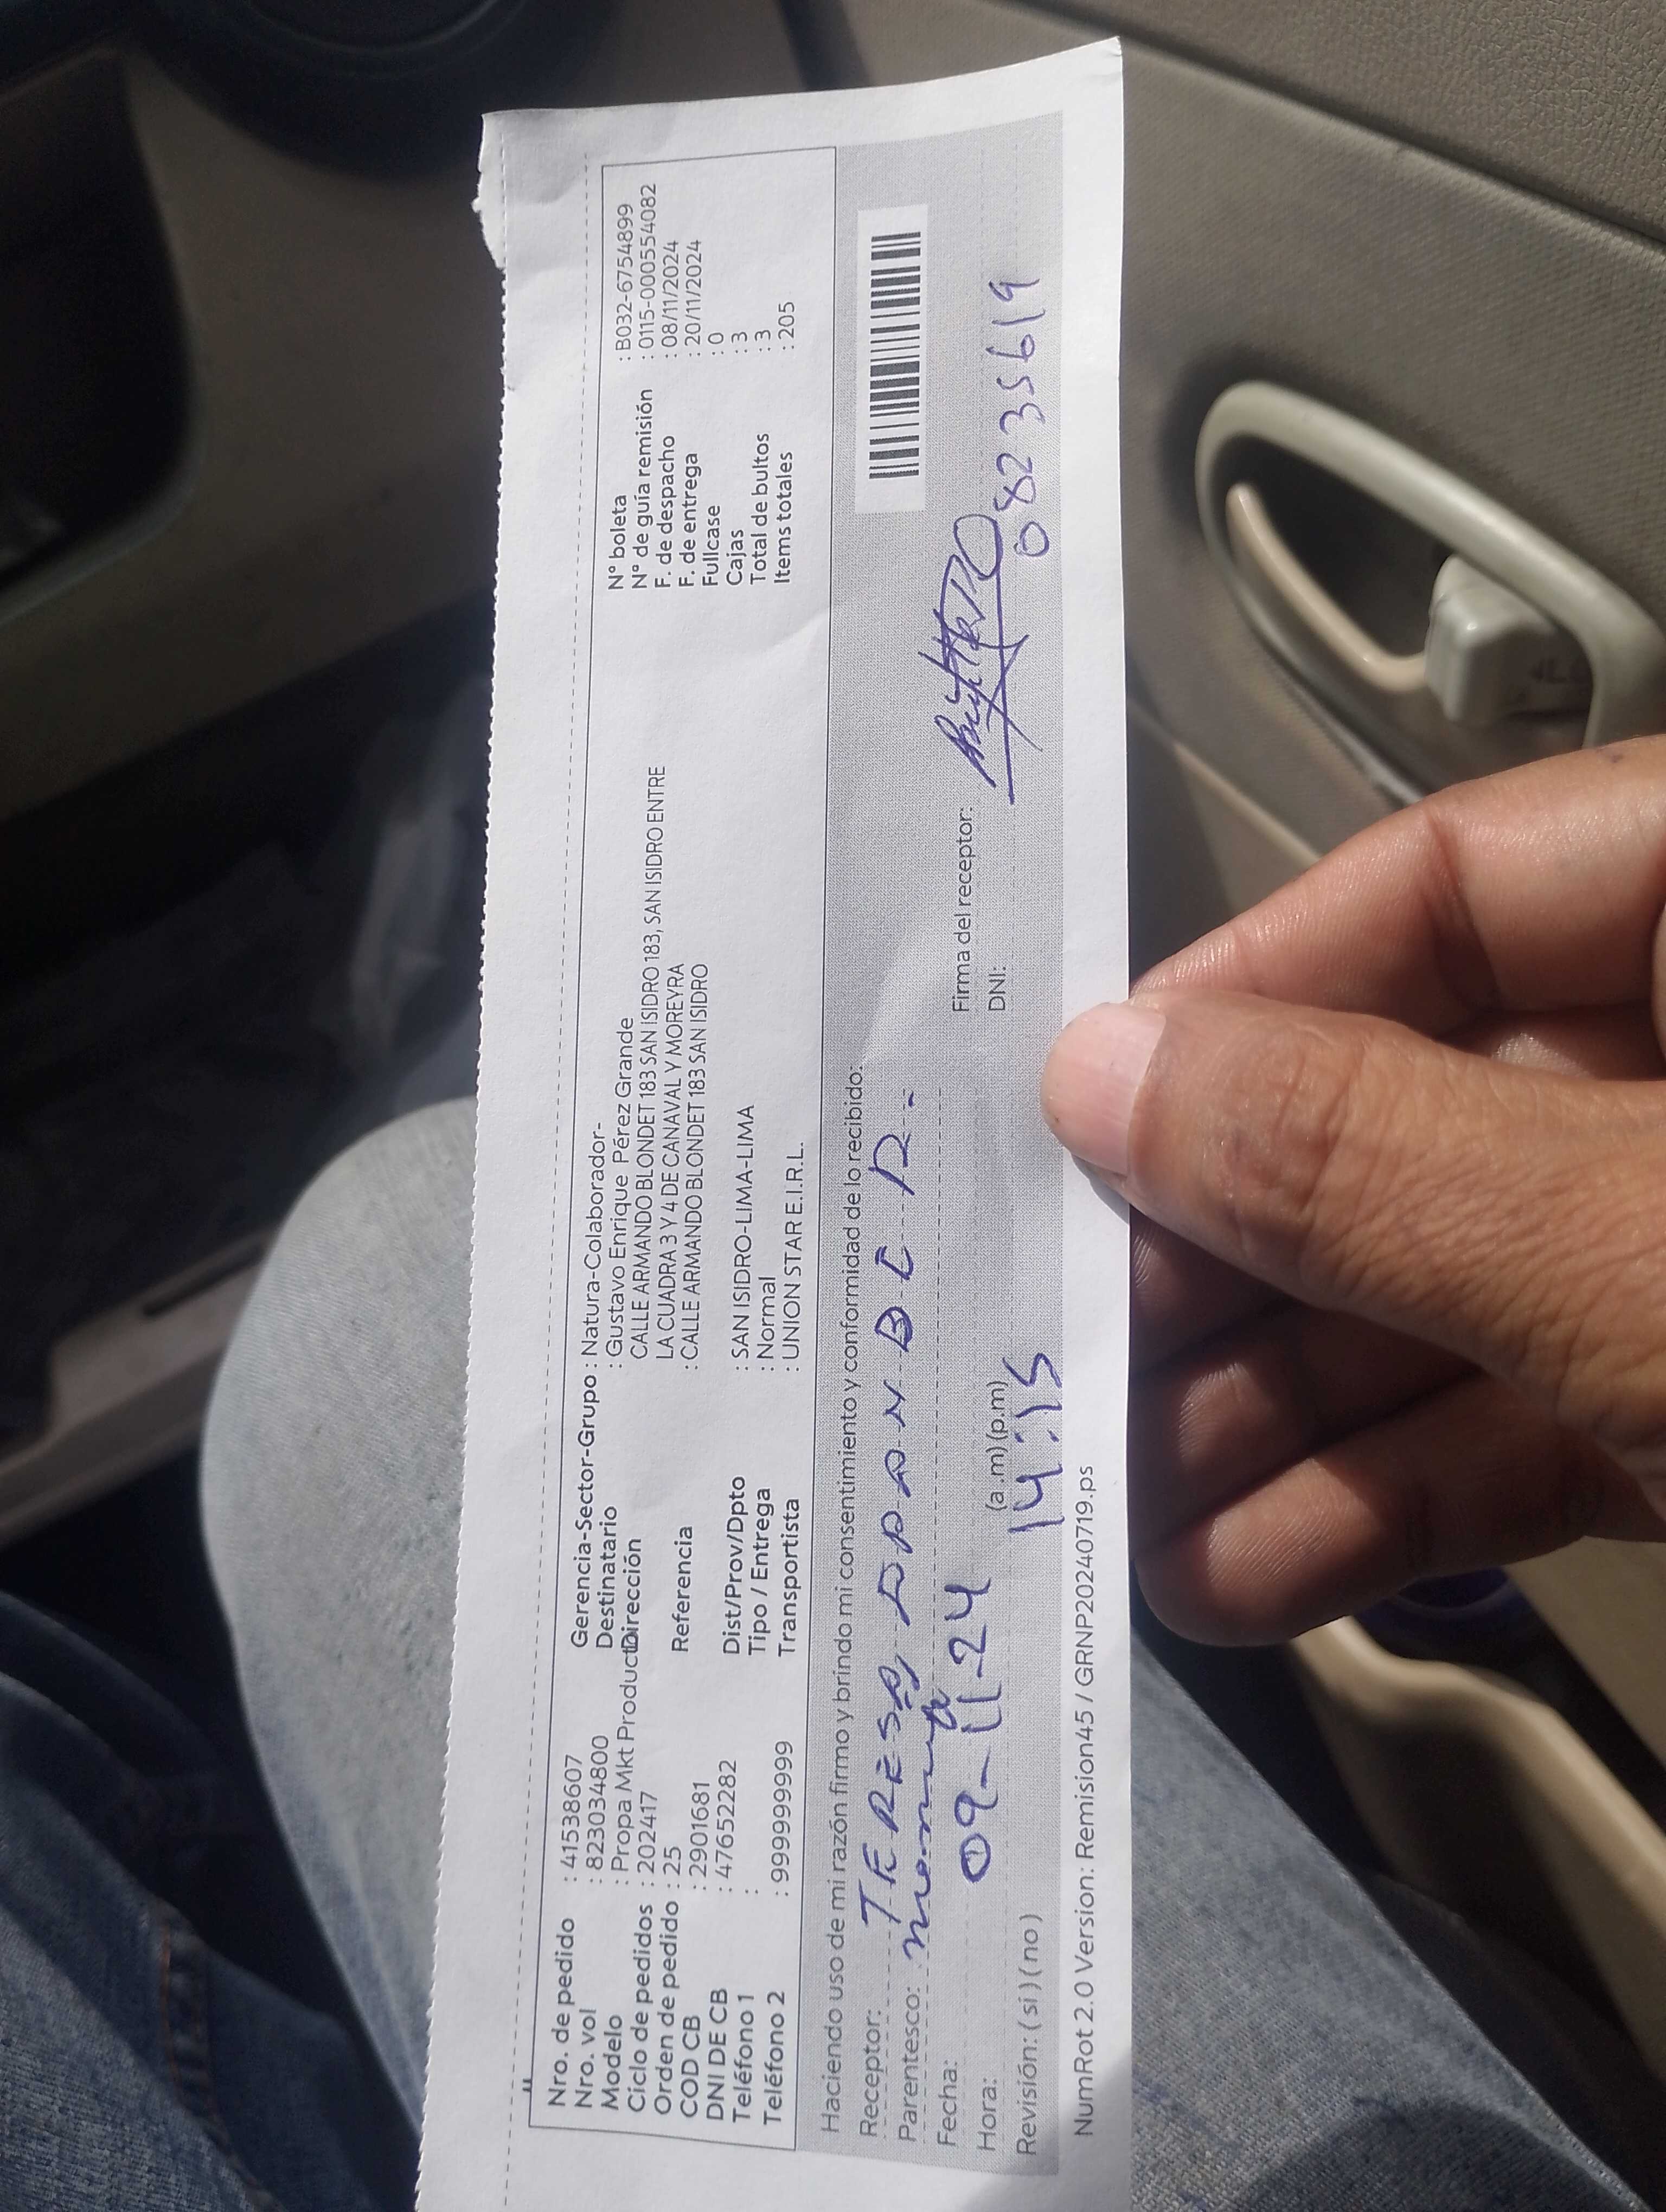 Nro. de pedido : 41538607
Nro. vol : 8230034800
Modelo : Propa Mkt Producto
Ciclo de pedidos : 202417
Orden de pedido : 25
COD CB : 2901681
DNI DE CB : 47652282
Teléfono 1 :
Teléfono 2 : 999999999
Gerencia-Sector-Grupo : Natura-Colaborador-
Destinatario : Gustavo Enrique Pérez Grande
Dirección CALLE ARMANDO BLONDET 183 SAN ISIDRO 183, SAN ISIDRO ENTRE
LA CUADRA 3 Y 4 DE CANAVAL Y MOREYRA
Referencia : CALLE ARMANDO BLONDET 183 SAN ISIDRO
Dist/Prov/Dpto : SAN ISIDRO-LIMA-LIMA
Tipo / Entrega : Normal
Transportista : UNION STAR E.I.R.L.
N° boleta : B032-6754899
N° de guía remisión : 0115-000554082
F. de despacho : 08/11/2024
F. de entrega : 20/11/2024
Fullcase : 0
Cajas : 3
Total de bultos : 3
Items totales : 205
Haciendo uso de mi razón firmo y brindo mi consentimiento y conformidad de lo recibido:
Receptor: TERESA
Parentesco:
Fecha: 09-11-24
Hora: (a.m) (p.m) 14:15
Revisión: ( si ) ( no )
Firma del receptor:
DNI: 08235619
NumRot 2.0 Version: Remision45 / GRNP20240719.ps